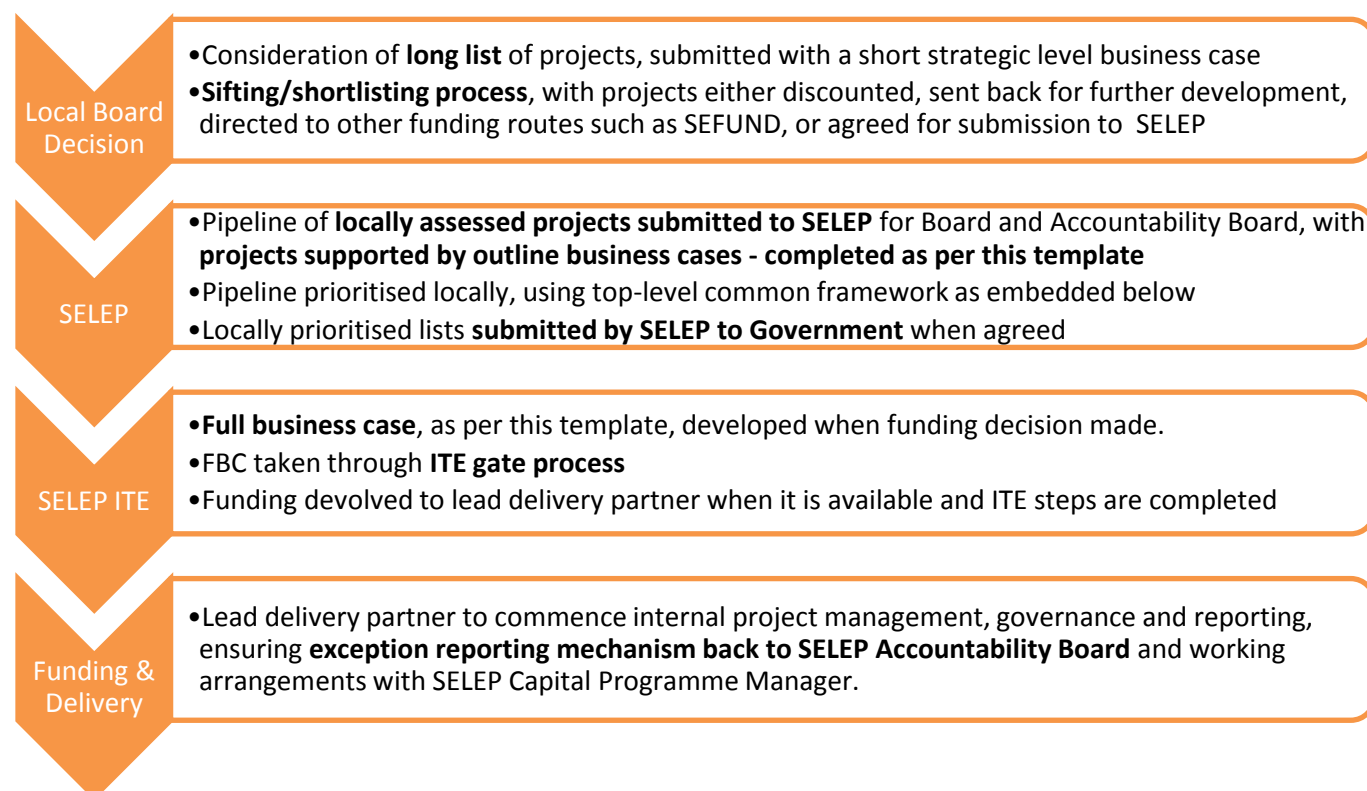 Local Board
Decision
•Consideration of long list of projects, submitted with a short strategic level business case
•Sifting/shortlisting process, with projects either discounted, sent back for further development,
directed to other funding routes such as SEFUND, or agreed for submission to SELEP
SELEP
•Pipeline of locally assessed projects submitted to SELEP for Board and Accountability Board, with
projects supported by outline business cases - completed as per this template
•Pipeline prioritised locally, using top-level common framework as embedded below
•Locally prioritised lists submitted by SELEP to Government when agreed
SELEP ITE
•Full business case, as per this template, developed when funding decision made.
•FBC taken through ITE gate process
•Funding devolved to lead delivery partner when it is available and ITE steps are completed
Funding &
Delivery
•Lead delivery partner to commence internal project management, governance and reporting,
ensuring exception reporting mechanism back to SELEP Accountability Board and working
arrangements with SELEP Capital Programme Manager.